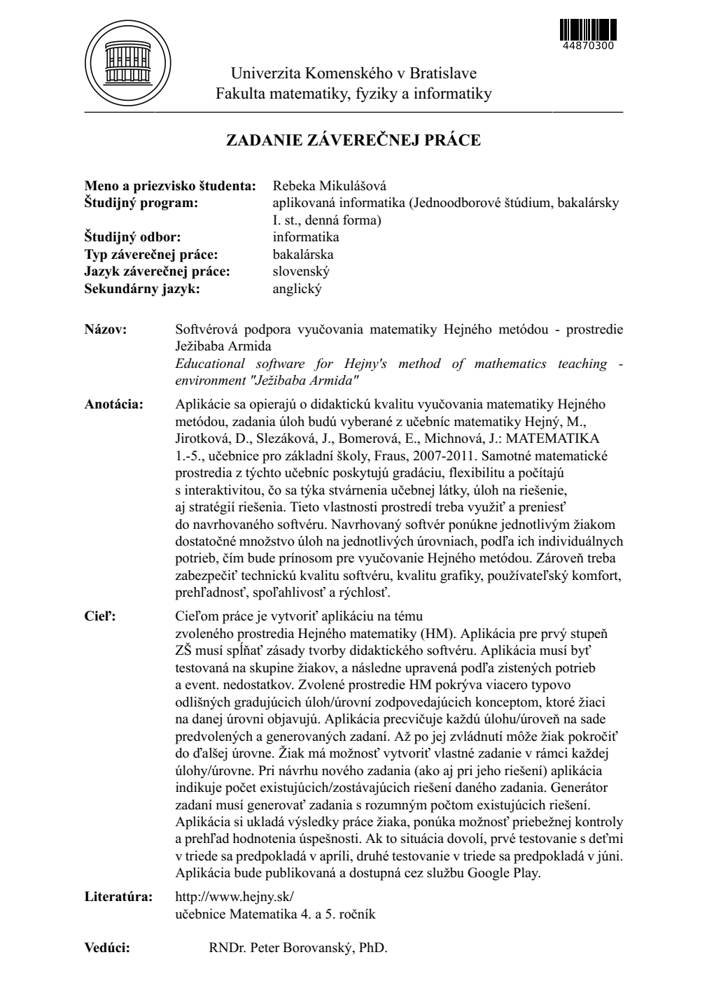 44870300
Univerzita Komenského v Bratislave
Fakulta matematiky, fyziky a informatiky
ZADANIE ZÁVEREČNEJ PRÁCE
Meno a priezvisko študenta: Rebeka Mikulášová
Študijný program: aplikovaná informatika (Jednoodborové štúdium, bakalársky
I. st., denná forma)
Študijný odbor: informatika
Typ záverečnej práce: bakalárska
Jazyk záverečnej práce: slovenský
Sekundárny jazyk: anglický
Názov: Softvérová podpora vyučovania matematiky Hejného metódou - prostredie
Ježibaba Armida
Educational software for Hejny's method of mathematics teaching -
environment "Ježibaba Armida"
Anotácia: Aplikácie sa opierajú o didaktickú kvalitu vyučovania matematiky Hejného
metódou, zadania úloh budú vyberané z učebníc matematiky Hejný, M.,
Jirotková, D., Slezáková, J., Bomerová, E., Michnová, J.: MATEMATIKA
1.-5., učebnice pro základní školy, Fraus, 2007-2011. Samotné matematické
prostredia z týchto učebníc poskytujú gradáciu, flexibilitu a počítajú
s interaktivitou, čo sa týka stvárnenia učebnej látky, úloh na riešenie,
aj stratégií riešenia. Tieto vlastnosti prostredí treba využiť a preniesť
do navrhovaného softvéru. Navrhovaný softvér ponúkne jednotlivým žiakom
dostatočné množstvo úloh na jednotlivých úrovniach, podľa ich individuálnych
potrieb, čím bude prínosom pre vyučovanie Hejného metódou. Zároveň treba
zabezpečiť technickú kvalitu softvéru, kvalitu grafiky, používateľský komfort,
prehľadnosť, spoľahlivosť a rýchlosť.
Cieľ: Cieľom práce je vytvoriť aplikáciu na tému
zvoleného prostredia Hejného matematiky (HM). Aplikácia pre prvý stupeň
ZŠ musí spĺňať zásady tvorby didaktického softvéru. Aplikácia musí byť
testovaná na skupine žiakov, a následne upravená podľa zistených potrieb
a event. nedostatkov. Zvolené prostredie HM pokrýva viacero typovo
odlišných gradujúcich úloh/úrovní zodpovedajúcich konceptom, ktoré žiaci
na danej úrovni objavujú. Aplikácia precvičuje každú úlohu/úroveň na sade
predvolených a generovaných zadaní. Až po jej zvládnutí môže žiak pokročiť
do ďalšej úrovne. Žiak má možnosť vytvoriť vlastné zadanie v rámci každej
úlohy/úrovne. Pri návrhu nového zadania (ako aj pri jeho riešení) aplikácia
indikuje počet existujúcich/zostávajúcich riešení daného zadania. Generátor
zadaní musí generovať zadania s rozumným počtom existujúcich riešení.
Aplikácia si ukladá výsledky práce žiaka, ponúka možnosť priebežnej kontroly
a prehľad hodnotenia úspešnosti. Ak to situácia dovolí, prvé testovanie s deťmi
v triede sa predpokladá v apríli, druhé testovanie v triede sa predpokladá v júni.
Aplikácia bude publikovaná a dostupná cez službu Google Play.
Literatúra: http://www.hejny.sk/
učebnice Matematika 4. a 5. ročník
Vedúci: RNDr. Peter Borovanský, PhD.